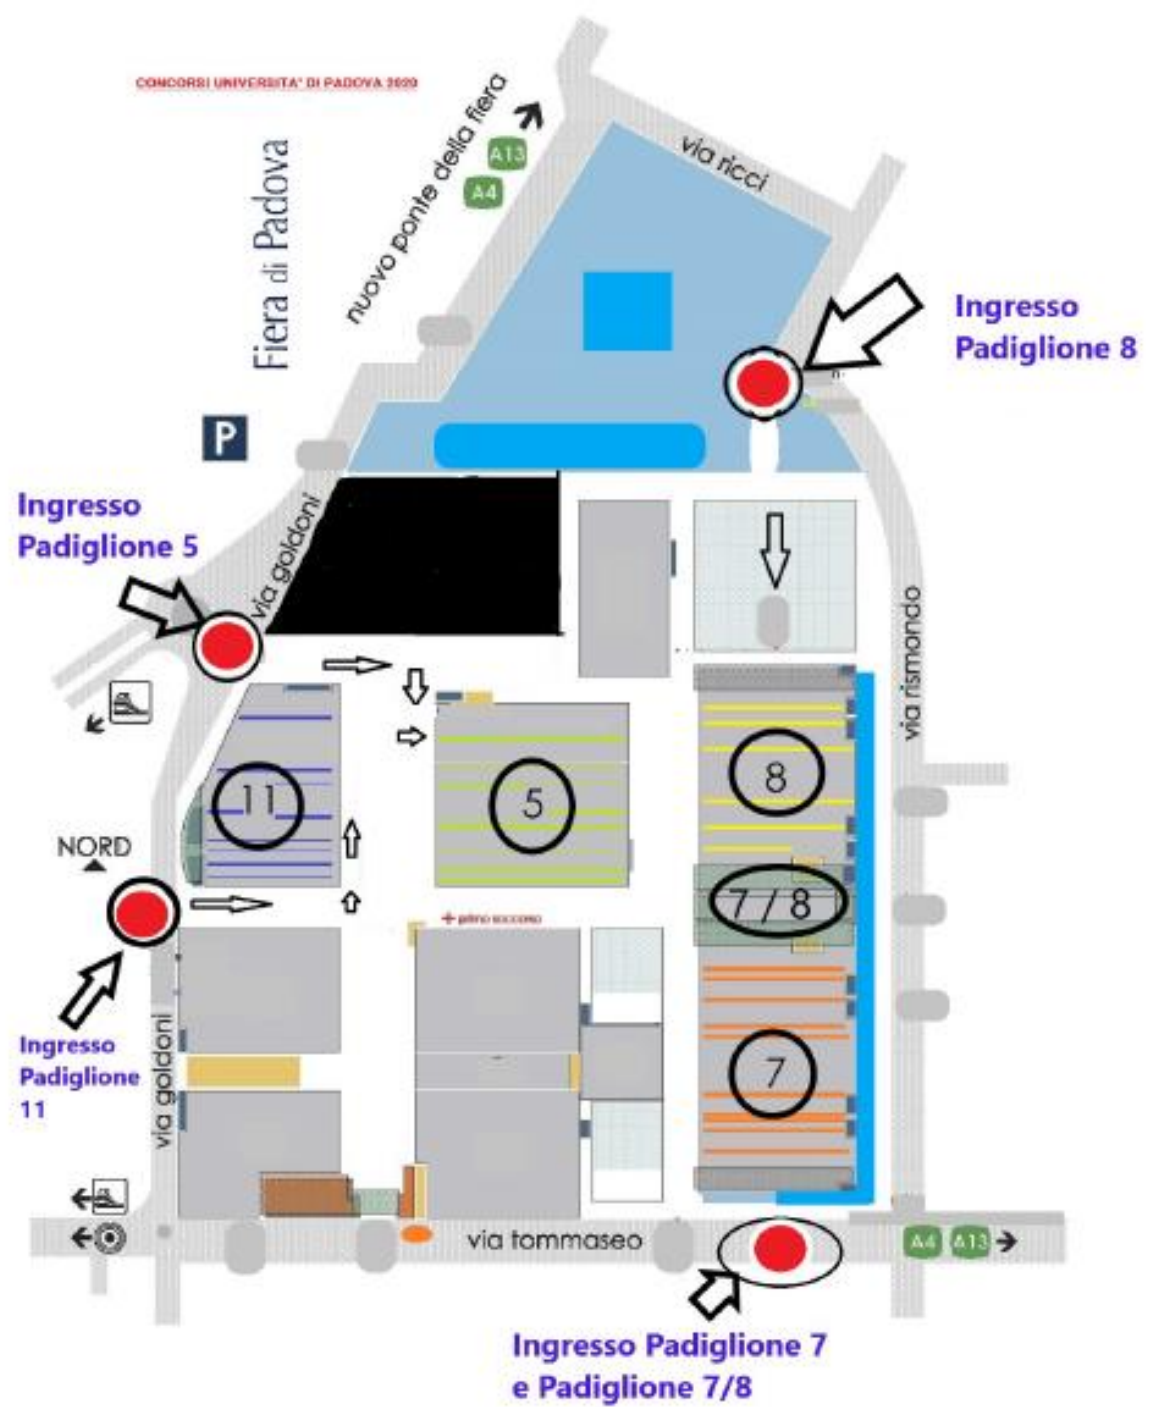 CONCORSI UNIVERSITA' DI PADOVA 2020
Fiera di Padova
nuovo ponte della fiera
A13
A4
via ricci
Ingresso
Padiglione 8
P
Ingresso
Padiglione 5
via goldoni
via rismondo
11
5
8
7 / 8
7
NORD
primo soccorso
Ingresso
Padiglione
11
via goldoni
via tommaseo
A4 A13
Ingresso Padiglione 7
e Padiglione 7/8